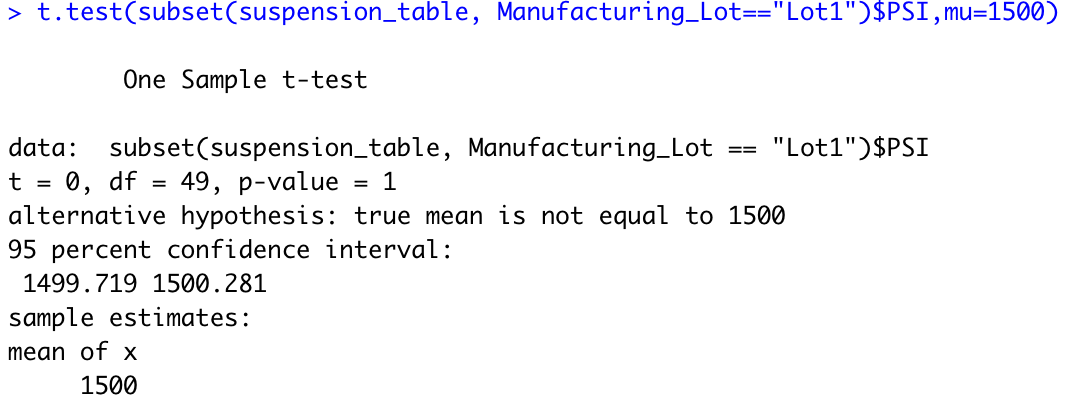 > t.test(subset(suspension_table, Manufacturing_Lot=="Lot1")$PSI,mu=1500)
One Sample t-test
data:  subset(suspension_table, Manufacturing_Lot == "Lot1")$PSI
t = 0, df = 49, p-value = 1
alternative hypothesis: true mean is not equal to 1500
95 percent confidence interval:
1499.719 1500.281
sample estimates:
mean of x
1500